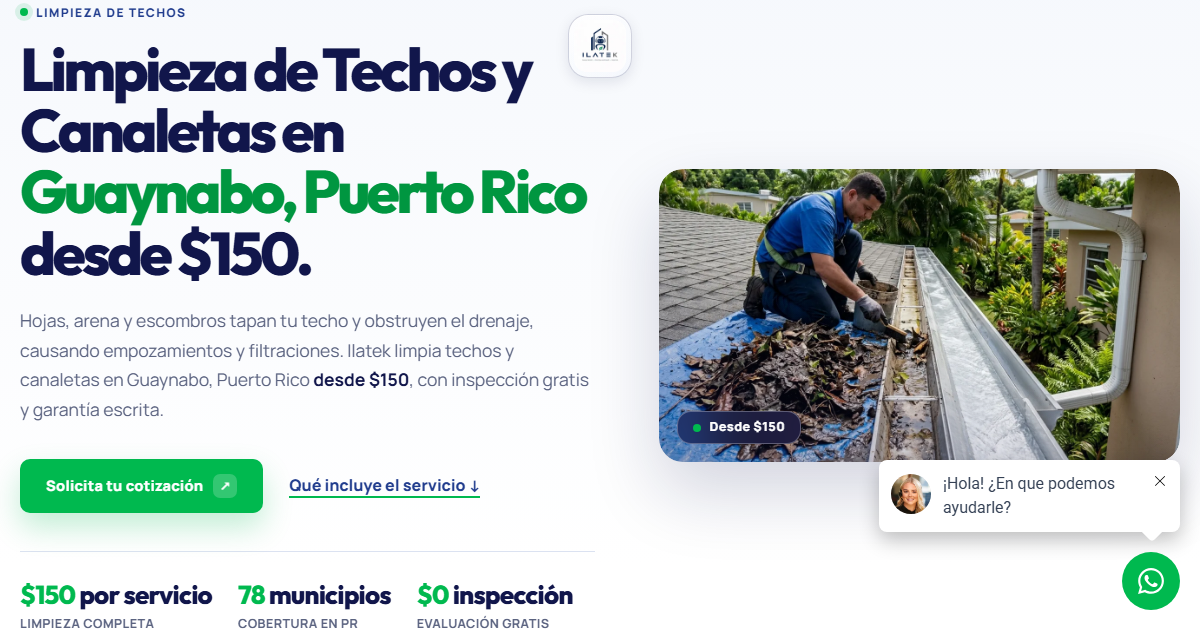 LIMPIEZA DE TECHOS
ILATEK
Limpieza de Techos y
Canaletas en
Guaynabo, Puerto Rico
desde $150.
Hojas, arena y escombros tapan tu techo y obstruyen el drenaje,
causando empozamientos y filtraciones. Ilatek limpia techos y
canaletas en Guaynabo, Puerto Rico desde $150, con inspección gratis
y garantía escrita.
Solicita tu cotización ↗
Qué incluye el servicio ↓
$150 por servicio
LIMPIEZA COMPLETA
78 municipios
COBERTURA EN PR
$0 inspección
EVALUACIÓN GRATIS
Desde $150
¡Hola! ¿En que podemos
ayudarle?